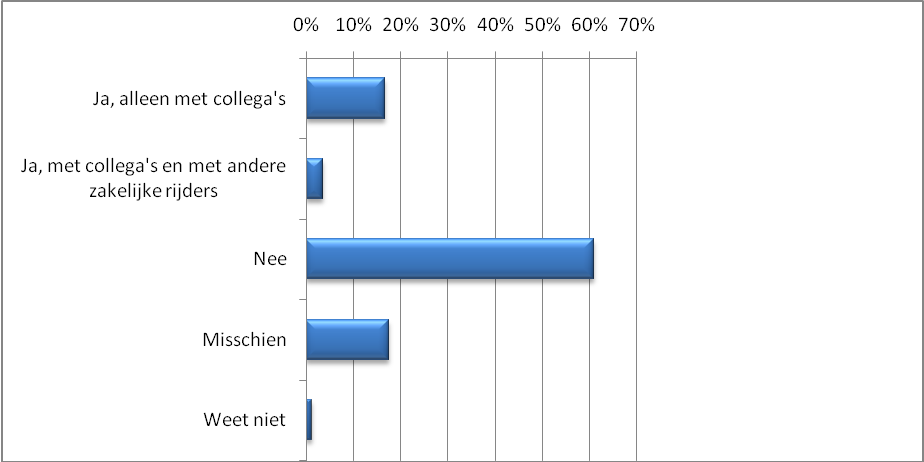 0% 10% 20% 30% 40% 50% 60% 70%
Ja, alleen met collega's
Ja, met collega's en met andere
zakelijke rijders
Nee
Misschien
Weet niet